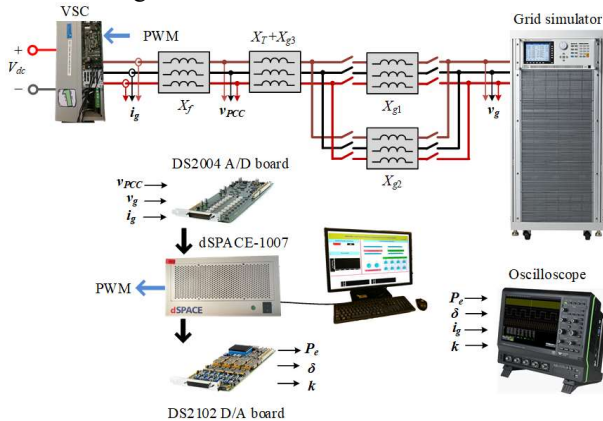 VSC
PWM
Grid simulator
X_T+X_g3
+
V_dc
−
X_f
X_g1
i_g
v_PCC
v_g
X_g2
DS2004 A/D board
v_PCC
v_g
i_g
dSPACE-1007
PWM
dSPACE
Oscilloscope
P_e
δ
i_g
k
P_e
δ
k
DS2102 D/A board